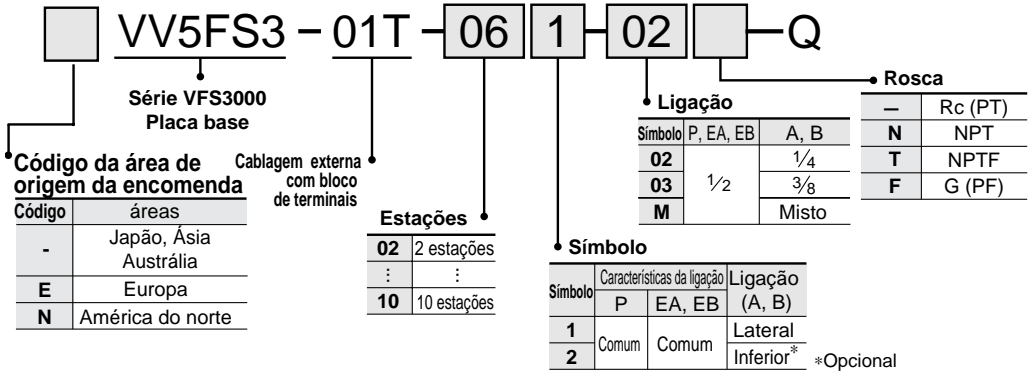 VV5FS3 – 01T – 06 1 – 02 – Q
Série VFS3000
Placa base
Código da área de
origem da encomenda
Código áreas
- Japão, Ásia
Austrália
E Europa
N América do norte
Cablagem externa
com bloco
de terminais
Estações
02 2 estações
⋮ ⋮
10 10 estações
Símbolo
Símbolo Características da ligação Ligação
P EA, EB (A, B)
1 Comum Comum Lateral
2 Inferior*
*Opcional
Ligação
Símbolo P, EA, EB A, B
02 1/2 1/4
03 3/8
M Misto
Rosca
— Rc (PT)
N NPT
T NPTF
F G (PF)